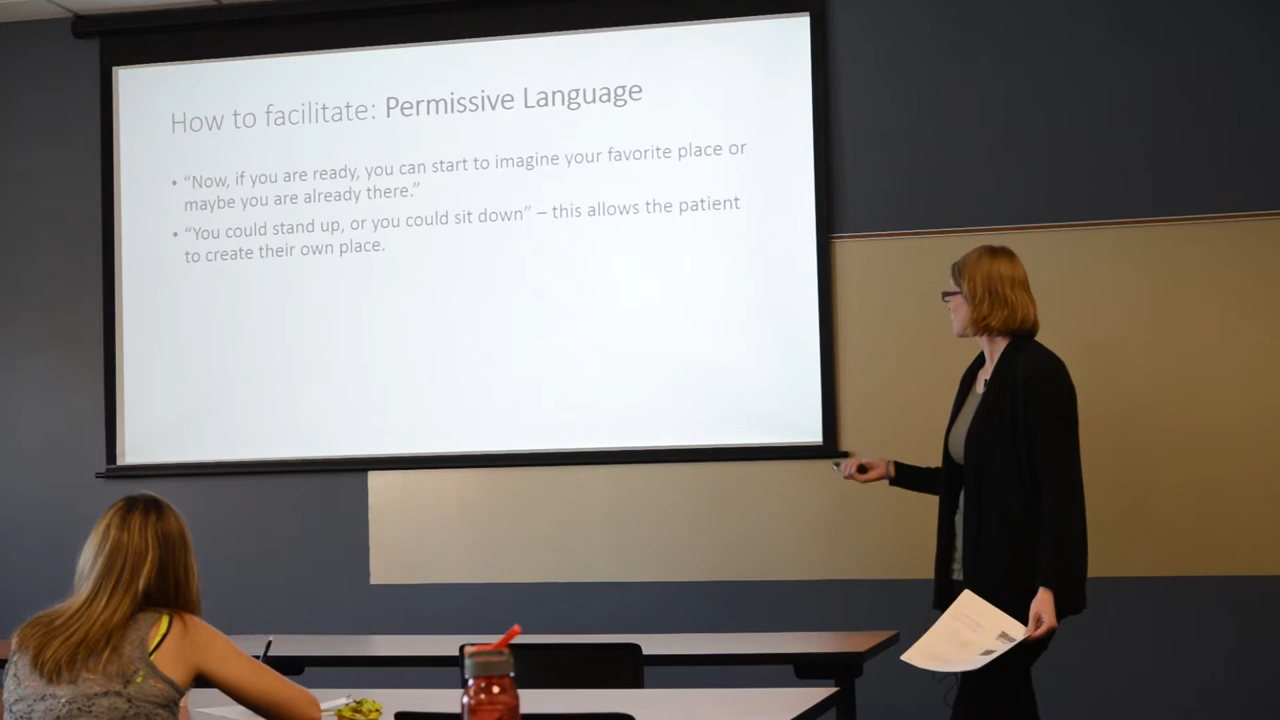 How to facilitate: Permissive Language
• “Now, if you are ready, you can start to imagine your favorite place or
maybe you are already there.”
• “You could stand up, or you could sit down” – this allows the patient
to create their own place.